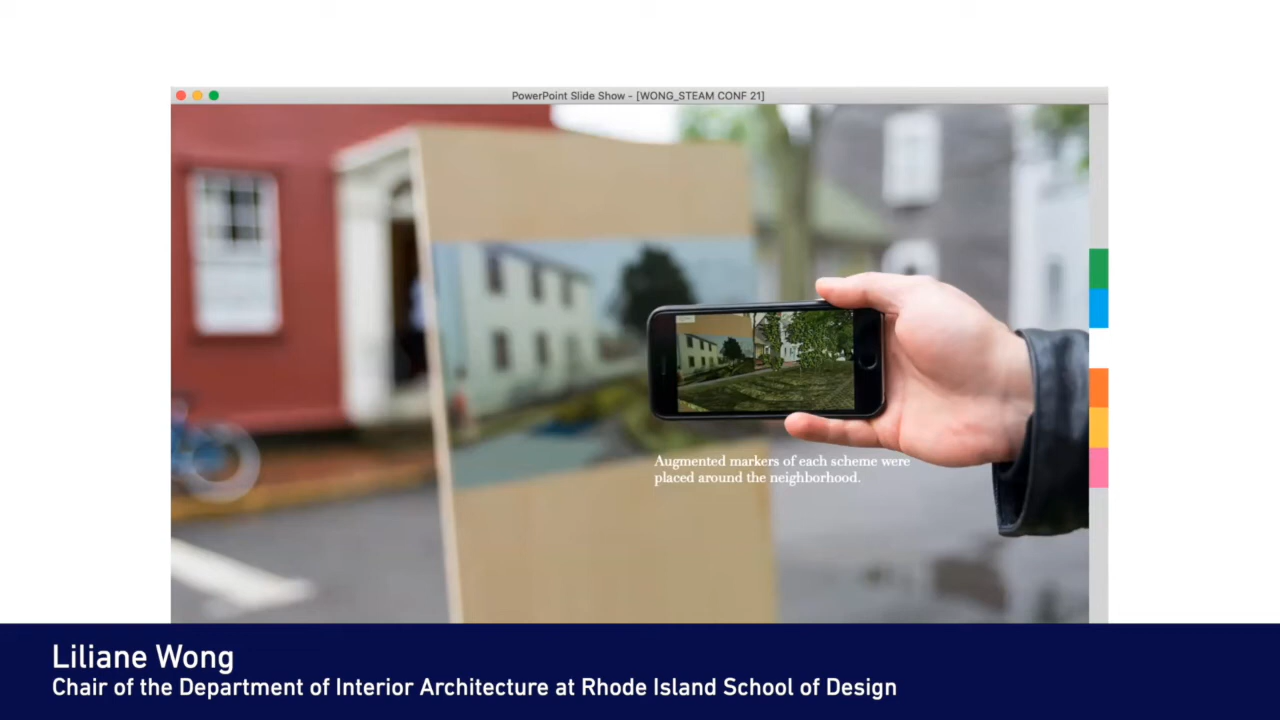 PowerPoint Slide Show - [WONG_STEAM CONF 21]
Augmented markers of each scheme were
placed around the neighborhood.
Liliane Wong
Chair of the Department of Interior Architecture at Rhode Island School of Design